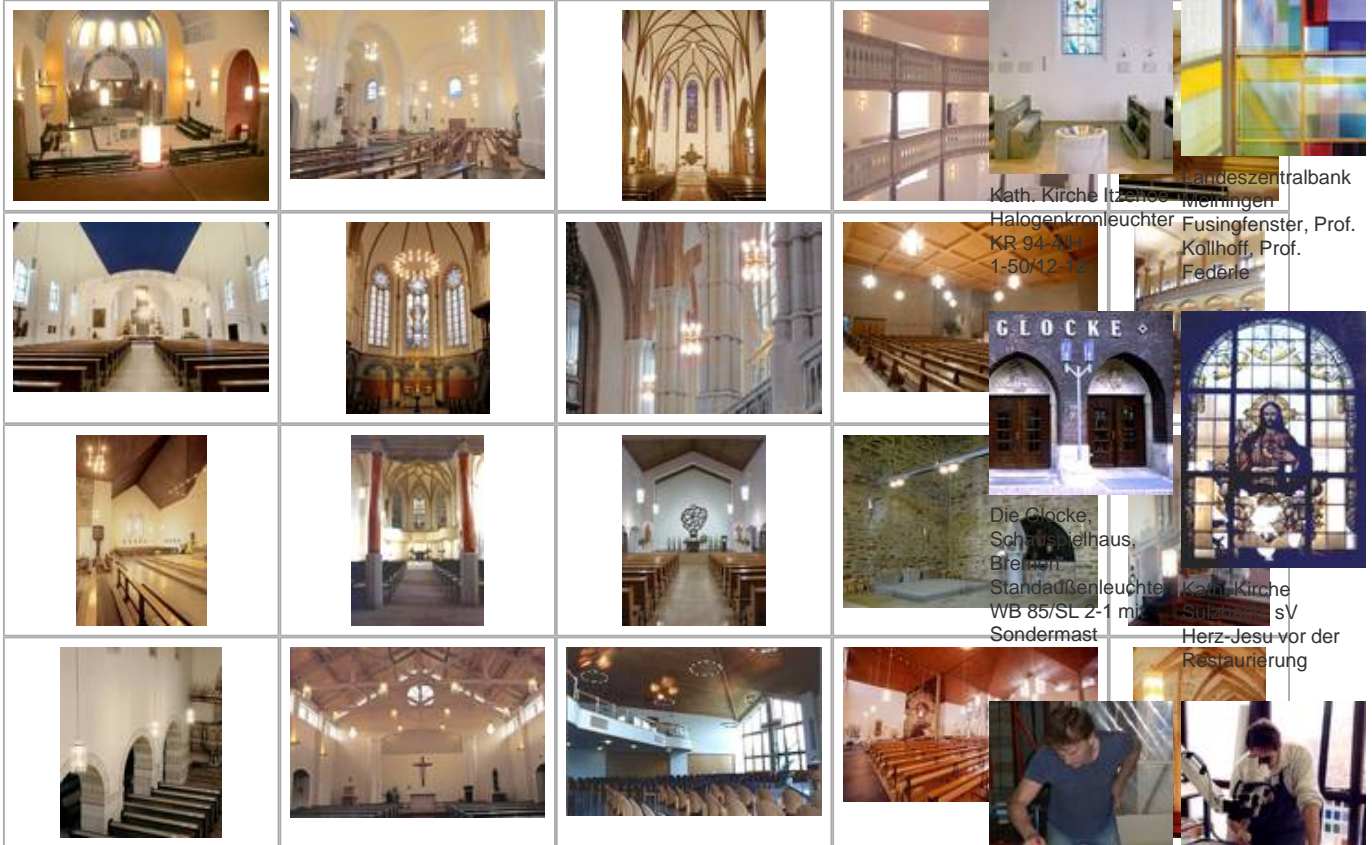 Kath. Kirche Itzehoe
Halogenkronleuchter
KR 94-4/H
1-50/12-12
Landeszentralbank
Meiningen
Fusingfenster, Prof.
Kollhoff, Prof.
Federle
GLOCKE
Die Glocke,
Schauspielhaus,
Bremen
Standaußenleuchte
WB 85/SL 2-1 mit
Sondermast
Kath. Kirche
sV
Herz-Jesu vor der
Restaurierung